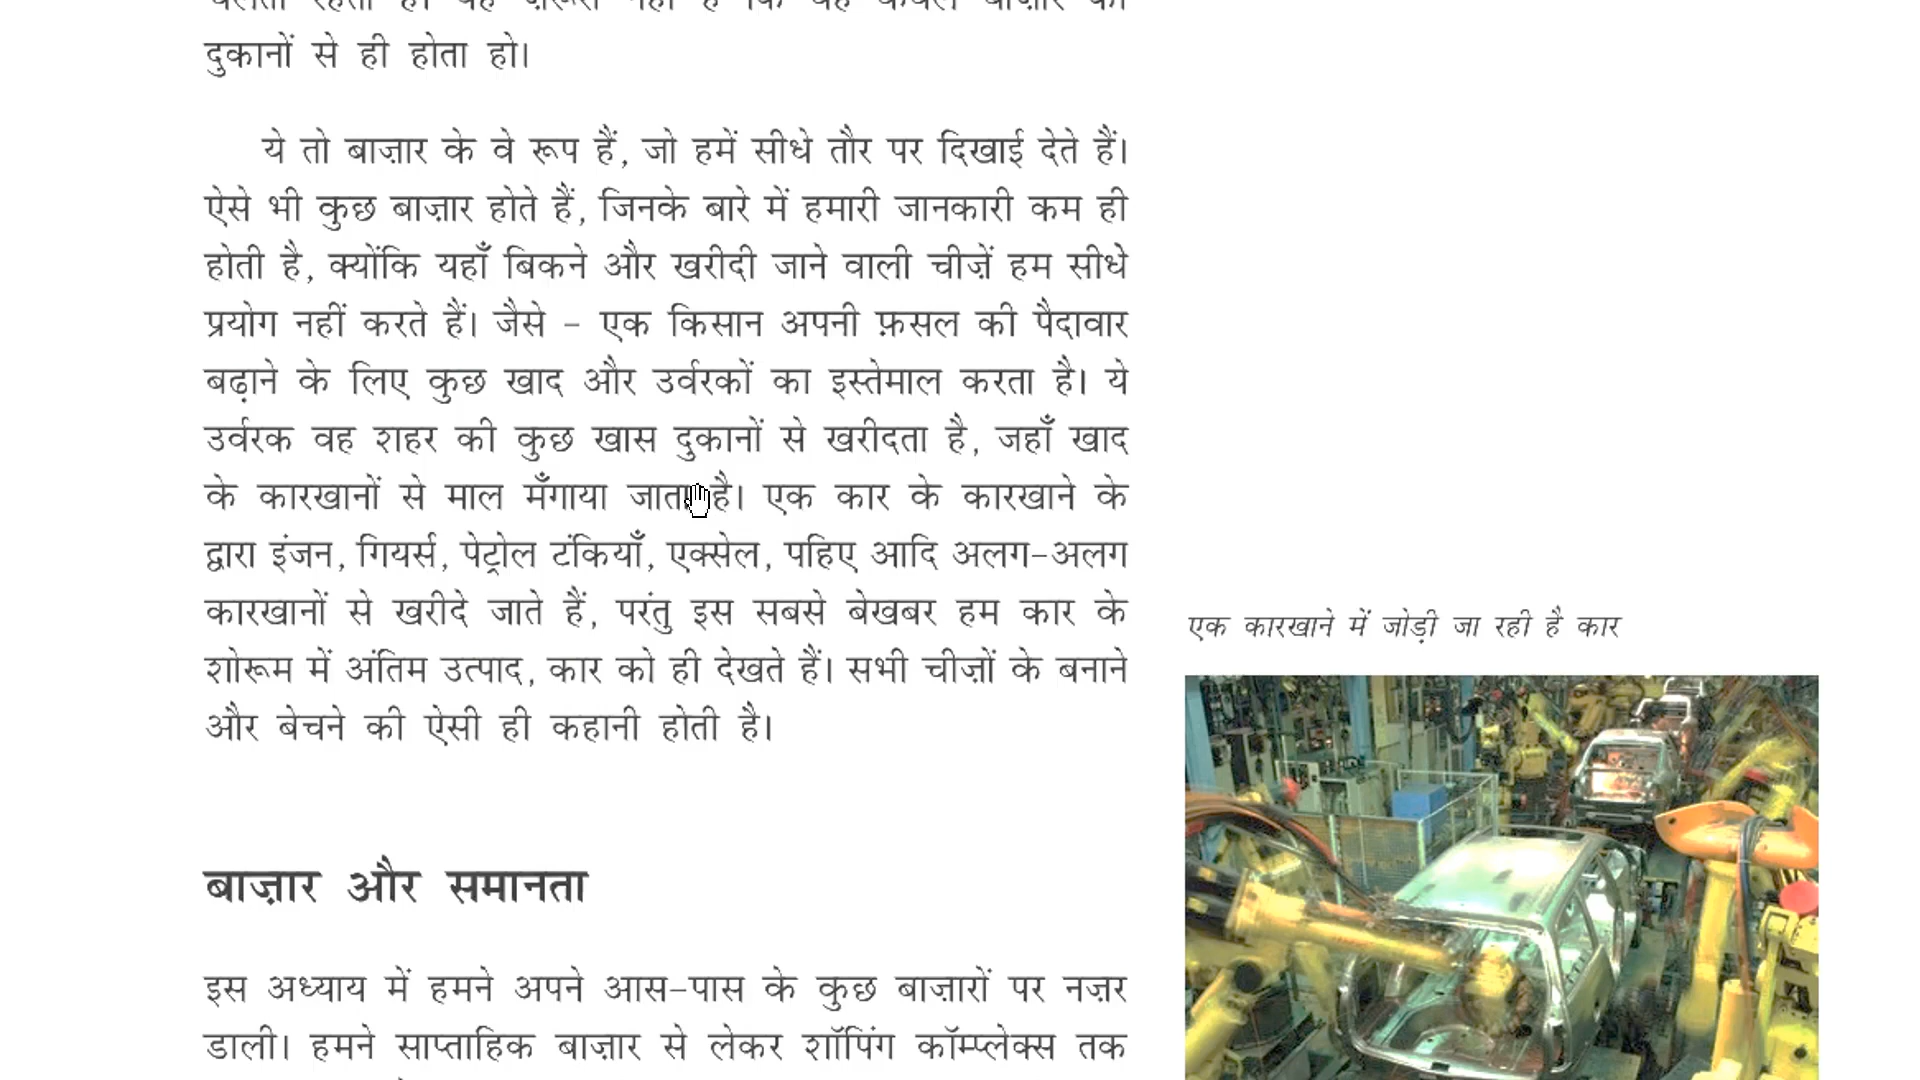 दुकानों से ही होता हो।
ये तो बाज़ार के वे रूप हैं, जो हमें सीधे तौर पर दिखाई देते हैं।
ऐसे भी कुछ बाज़ार होते हैं, जिनके बारे में हमारी जानकारी कम ही
होती है, क्योंकि यहाँ बिकने और खरीदी जाने वाली चीज़ें हम सीधे
प्रयोग नहीं करते हैं। जैसे – एक किसान अपनी फ़सल की पैदावार
बढ़ाने के लिए कुछ खाद और उर्वरकों का इस्तेमाल करता है। ये
उर्वरक वह शहर की कुछ खास दुकानों से खरीदता है, जहाँ खाद
के कारखानों से माल मँगाया जाता है। एक कार के कारखाने के
द्वारा इंजन, गियर्स, पेट्रोल टंकियाँ, एक्सेल, पहिए आदि अलग-अलग
कारखानों से खरीदे जाते हैं, परंतु इस सबसे बेखबर हम कार के
शोरूम में अंतिम उत्पाद, कार को ही देखते हैं। सभी चीज़ों के बनाने
और बेचने की ऐसी ही कहानी होती है।
एक कारखाने में जोड़ी जा रही है कार
बाज़ार और समानता
इस अध्याय में हमने अपने आस-पास के कुछ बाज़ारों पर नज़र
डाली। हमने साप्ताहिक बाज़ार से लेकर शॉपिंग कॉम्प्लेक्स तक